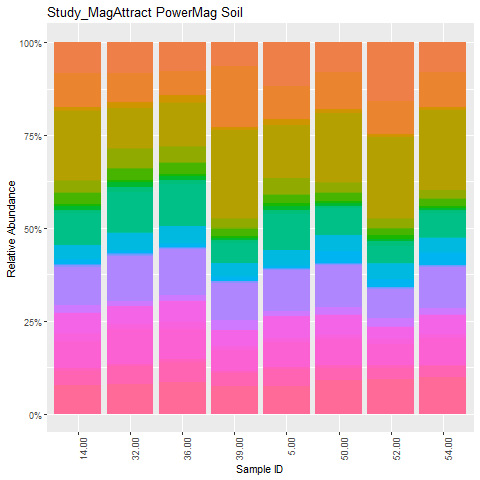 Study_MagAttract PowerMag Soil
100%
75%
50%
25%
0%
Relative Abundance
14.00 32.00 36.00 39.00 5.00 50.00 52.00 54.00
Sample ID